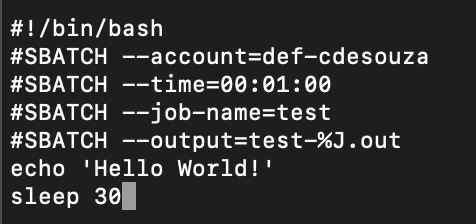 #!/bin/bash
#SBATCH --account=def-cdesouza
#SBATCH --time=00:01:00
#SBATCH --job-name=test
#SBATCH --output=test-%J.out
echo 'Hello World!'
sleep 30